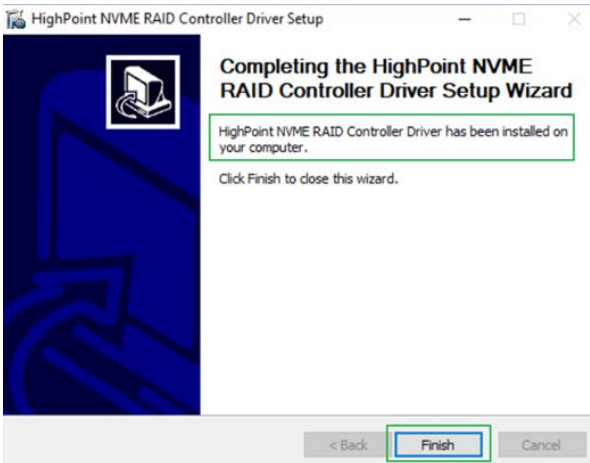 HighPoint NVME RAID Controller Driver Setup
Completing the HighPoint NVME
RAID Controller Driver Setup Wizard
HighPoint NVME RAID Controller Driver has been installed on
your computer.
Click Finish to close this wizard.
< Back
Finish
Cancel